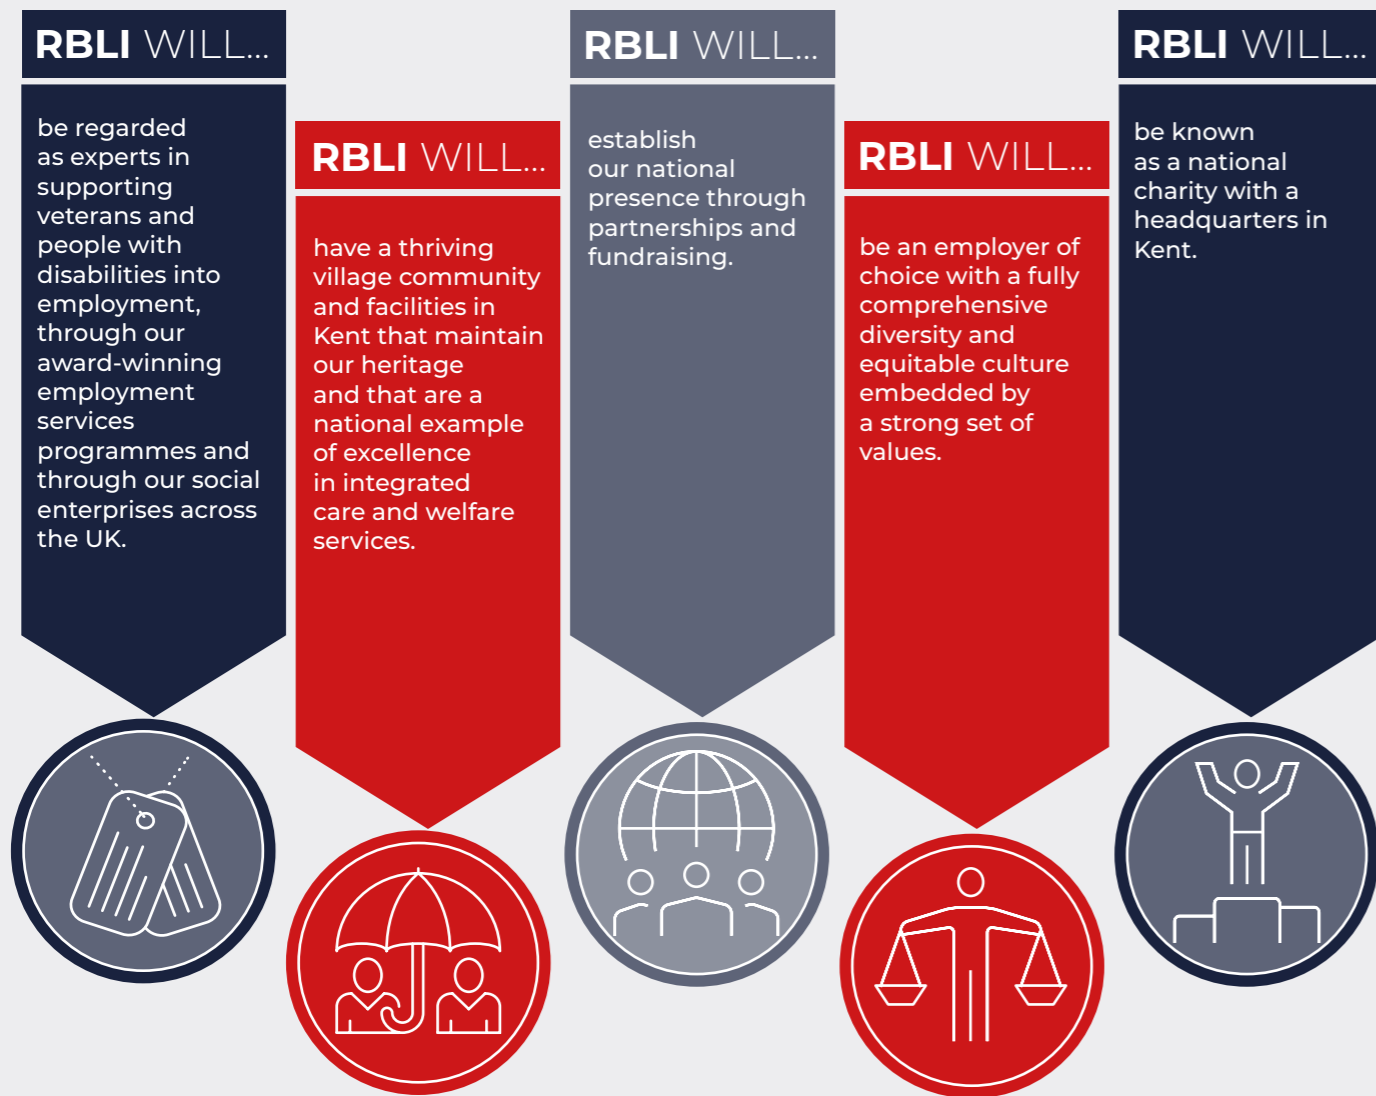 RBLI WILL...
be regarded
as experts in
supporting
veterans and
people with
disabilities into
employment,
through our
award-winning
employment
services
programmes and
through our social
enterprises across
the UK.
RBLI WILL...
have a thriving
village community
and facilities in
Kent that maintain
our heritage
and that are a
national example
of excellence
in integrated
care and welfare
services.
RBLI WILL...
establish
our national
presence through
partnerships and
fundraising.
RBLI WILL...
be an employer of
choice with a fully
comprehensive
diversity and
equitable culture
embedded by
a strong set of
values.
RBLI WILL...
be known
as a national
charity with a
headquarters in
Kent.